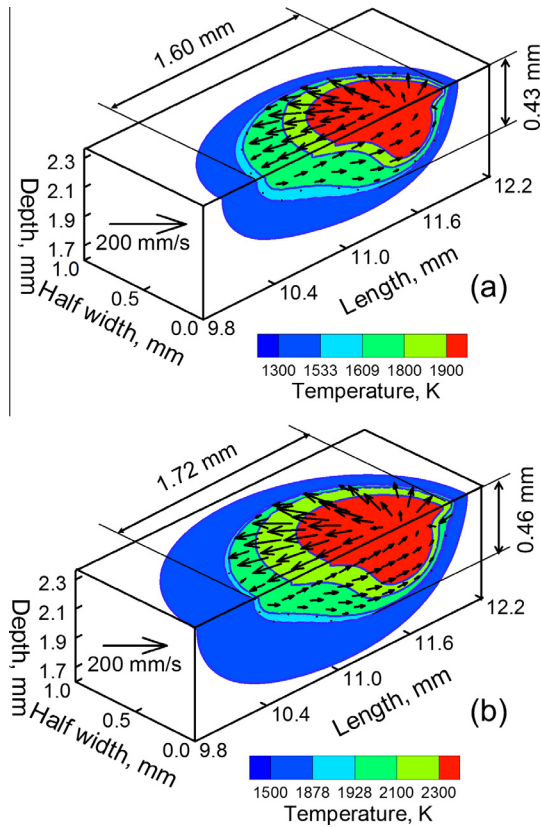 (a)
1.60 mm
0.43 mm
2.3
2.1
1.9
1.7
Depth, mm
200 mm/s
1.0
0.5
0.0
Half width, mm
9.8
10.4
11.0
11.6
12.2
Length, mm
(a)
1300 1533 1609 1800 1900
Temperature, K
(b)
1.72 mm
0.46 mm
2.3
2.1
1.9
1.7
Depth, mm
200 mm/s
1.0
0.5
0.0
Half width, mm
9.8
10.4
11.0
11.6
12.2
Length, mm
(b)
1500 1878 1928 2100 2300
Temperature, K